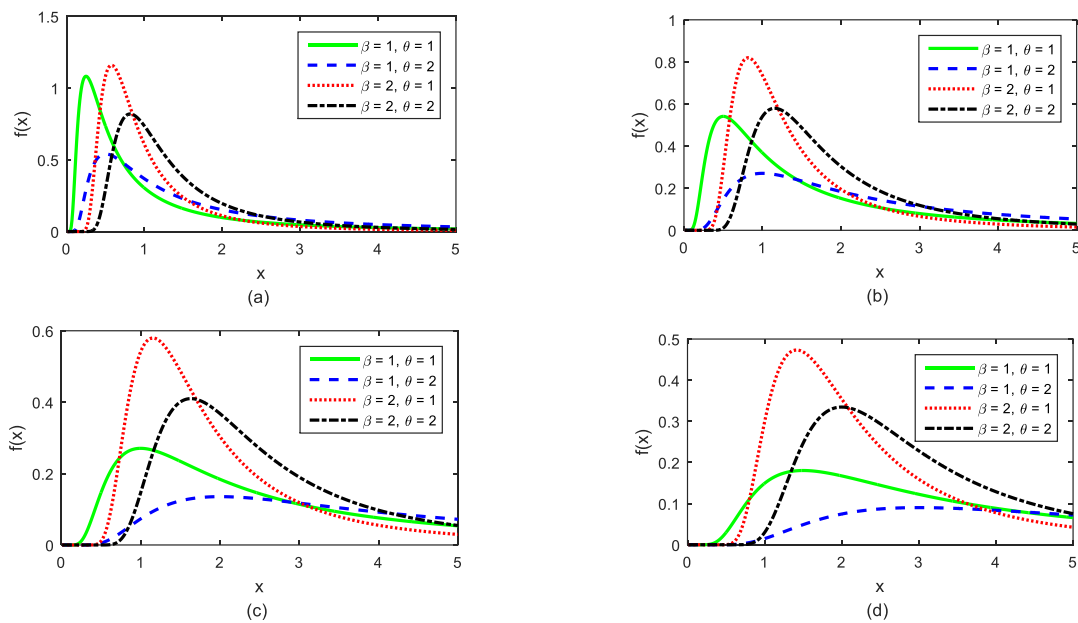 1.5
1
0.5
0
f(x)
β = 1, θ = 1
β = 1, θ = 2
β = 2, θ = 1
β = 2, θ = 2
0 1 2 3 4 5
x
(a)
1
0.8
0.6
0.4
0.2
0
f(x)
β = 1, θ = 1
β = 1, θ = 2
β = 2, θ = 1
β = 2, θ = 2
0 1 2 3 4 5
x
(b)
0.6
0.4
0.2
0
f(x)
β = 1, θ = 1
β = 1, θ = 2
β = 2, θ = 1
β = 2, θ = 2
0 1 2 3 4 5
x
(c)
0.5
0.4
0.3
0.2
0.1
0
f(x)
β = 1, θ = 1
β = 1, θ = 2
β = 2, θ = 1
β = 2, θ = 2
0 1 2 3 4 5
x
(d)